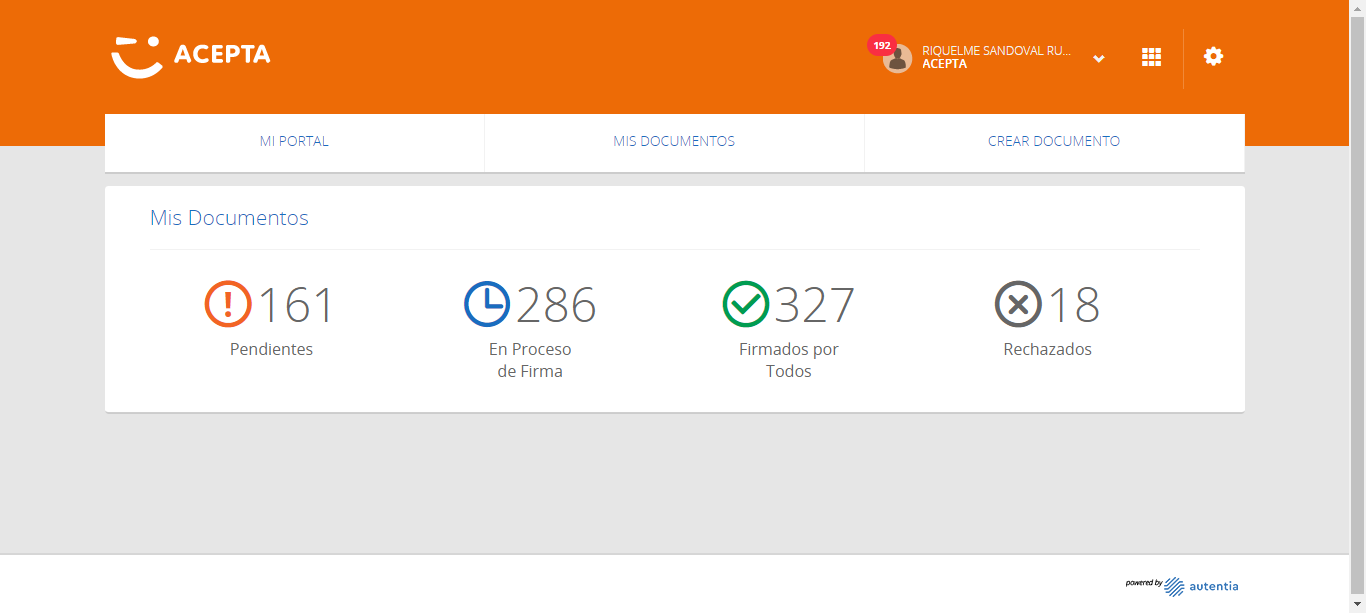 ACEPTA
192
RIQUELME SANDOVAL RU...
ACEPTA
MI PORTAL
MIS DOCUMENTOS
CREAR DOCUMENTO
Mis Documentos
161
Pendientes
286
En Proceso
de Firma
327
Firmados por
Todos
18
Rechazados
powered by autentia